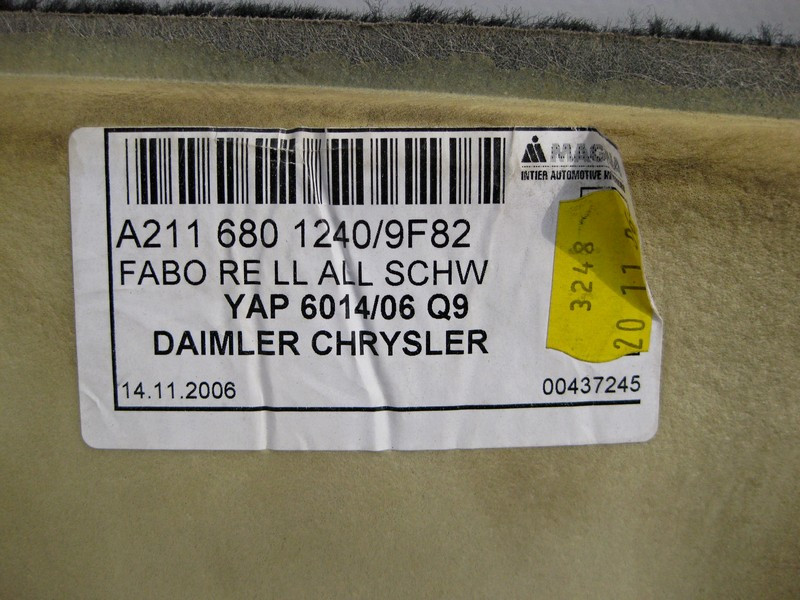 INTIER AUTOMOTIVE
A211 680 1240/9F82
FABO RE LL ALL SCHW
YAP 6014/06 Q9
DAIMLER CHRYSLER
14.11.2006
00437245
3248
20 11